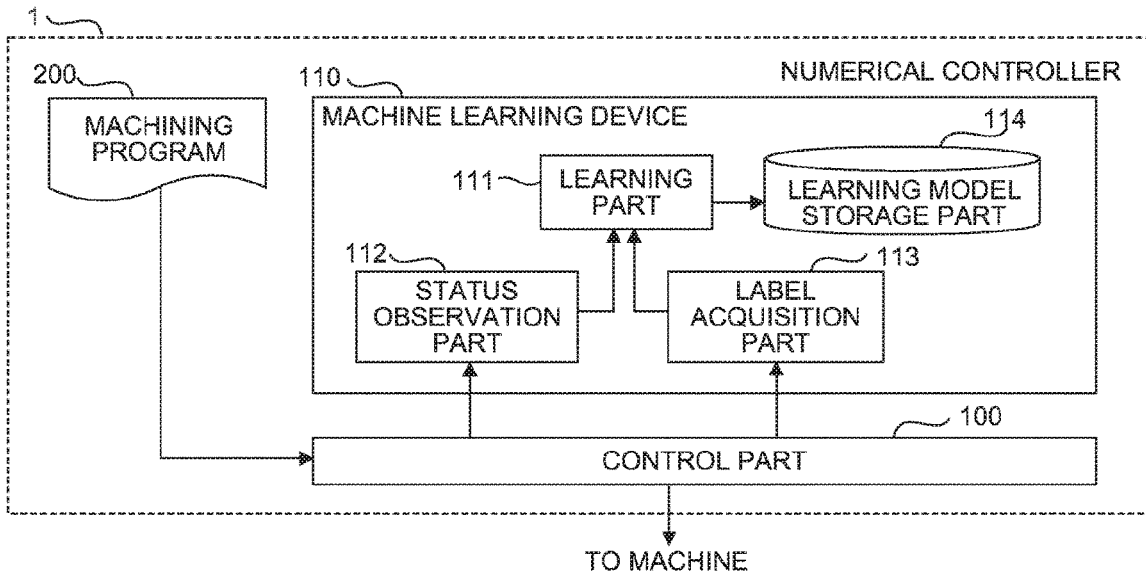 1
200
110
NUMERICAL CONTROLLER
MACHINING
PROGRAM
MACHINE LEARNING DEVICE
114
111
LEARNING
PART
LEARNING MODEL
STORAGE PART
112
113
STATUS
OBSERVATION
PART
LABEL
ACQUISITION
PART
100
CONTROL PART
TO MACHINE